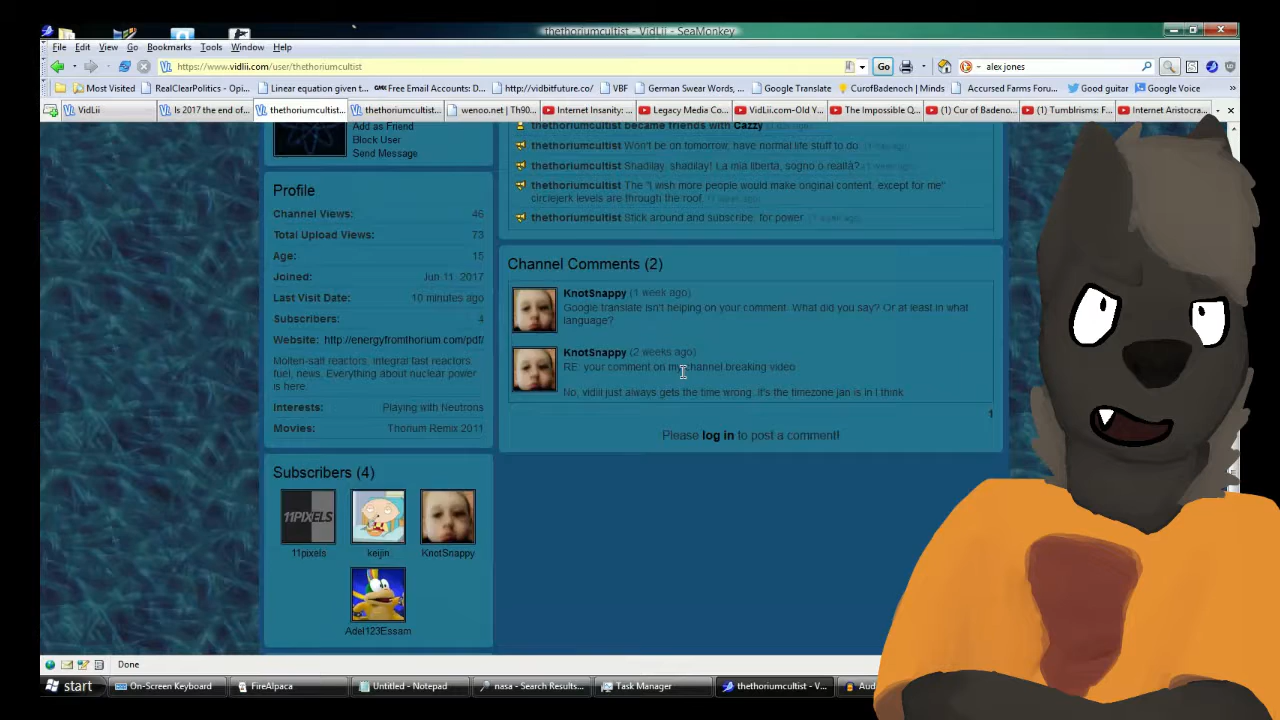 thethoriumcultist - VidLii - SeaMonkey
File Edit View Go Bookmarks Tools Window Help
https://www.vidlii.com/user/thethoriumcultist
Go
alex jones
Most Visited RealClearPolitics - Opi... Linear equation given t... Free Email Accounts - D... http://vidbitfuture.co/ VBF German Swear Words, ... Google Translate CurofBadenoch | Minds Accursed Farms Forum... Good guitar Google Voice
VidLii Is 2017 the end of... thethoriumcultist... thethoriumcultist... wenoo.net | Th90... Internet Insanity: ... Legacy Media Co... VidLii.com-Old Y... The Impossible Q... (1) Cur of Badeno... (1) Tumblrisms: F... Internet Aristocra...
Add as Friend
Block User
Send Message
Profile
Channel Views: 46
Total Upload Views: 73
Age: 15
Joined: Jun 11, 2017
Last Visit Date: 10 minutes ago
Subscribers: 4
Website: http://energyfromthorium.com/pdf/
Molten-salt reactors, integral fast reactors,
fuel, news. Everything about nuclear power
is here.
Interests: Playing with Neutrons
Movies: Thorium Remix 2011
Subscribers (4)
11PIXELS
11pixels keijin KnotSnappy
Adel123Essam
thethoriumcultist became friends with Cazzy
thethoriumcultist Won't be on tomorrow, have normal life stuff to do.
thethoriumcultist Shadilay, shadilay! La mia libertà, sogno o reallà?
thethoriumcultist The "I wish more people would make original content, except for me"
circlejerk levels are through the roof. (1 week ago)
thethoriumcultist Stick around and subscribe, for power. (1 week ago)
Channel Comments (2)
KnotSnappy (1 week ago)
Google translate isn't helping on your comment. What did you say? Or at least in what
language?
KnotSnappy (2 weeks ago)
RE: your comment on my channel breaking video
No, vidlii just always gets the time wrong. It's the timezone jan is in I think
1
Please log in to post a comment!
Done
start On-Screen Keyboard FireAlpaca Untitled - Notepad nasa - Search Results... Task Manager thethoriumcultist - V... Aud